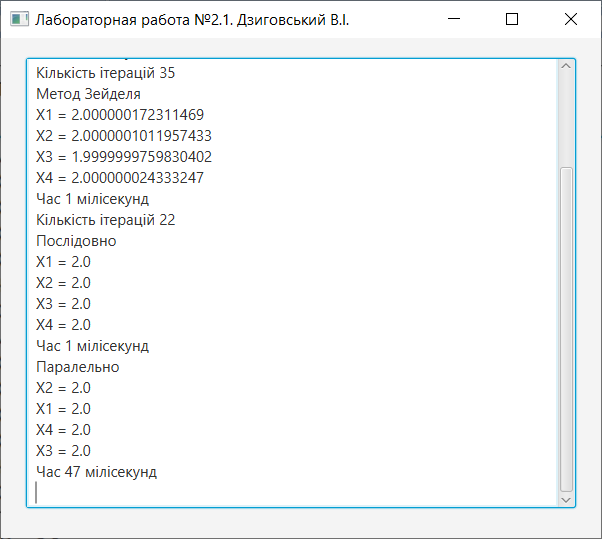 Лабораторная работа №2.1. Дзиговський В.І.
Кількість ітерацій 35
Метод Зейделя
X1 = 2.000000172311469
X2 = 2.0000001011957433
X3 = 1.9999999759830402
X4 = 2.000000024333247
Час 1 мілісекунд
Кількість ітерацій 22
Послідовно
X1 = 2.0
X2 = 2.0
X3 = 2.0
X4 = 2.0
Час 1 мілісекунд
Паралельно
X2 = 2.0
X1 = 2.0
X4 = 2.0
X3 = 2.0
Час 47 мілісекунд